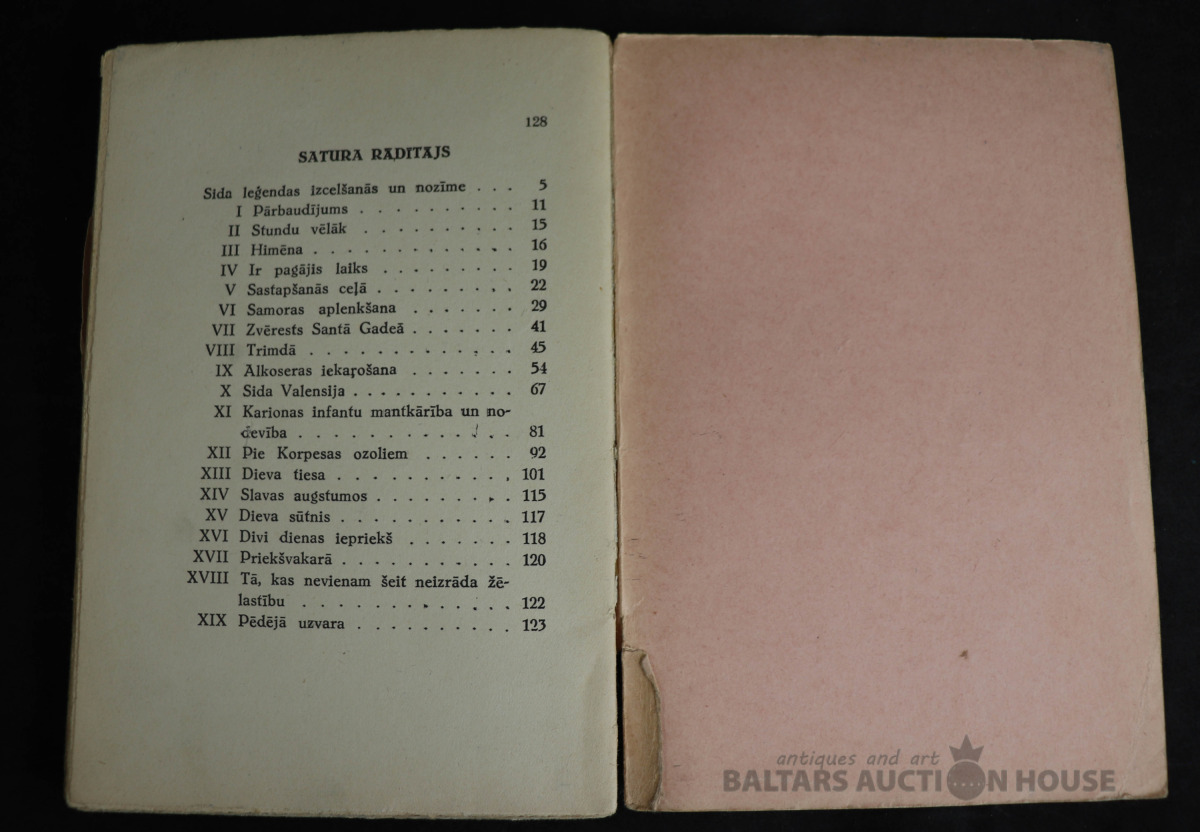 128
SATURA RĄDITĄJS
Sida leģendas izcelšanās un nozīme . . . 5
I Pārbaudījums . . . . . . . . . . 11
II Stundu vēlāk . . . . . . . . . . 15
III Himēna . . . . . . . . . . . . . 16
IV Ir pagājis laiks . . . . . . . . . 19
V Sastapšanās ceļā . . . . . . . . . 22
VI Samoras aplenkšana . . . . . . . 29
VII Zvērests Santā Gadeā . . . . . . . 41
VIII Trimdā . . . . . . . . . . . . . 45
IX Alkoseras iekaŗošana . . . . . . . 54
X Sida Valensija . . . . . . . . . . . 67
XI Karionas infantu mantkārība un no-
devība . . . . . . . . . . . . . . 81
XII Pie Korpesas ozoliem . . . . . . 92
XIII Dieva tiesa . . . . . . . . . . . . 101
XIV Slavas augstumos . . . . . . . . . 115
XV Dieva sūtnis . . . . . . . . . . . 117
XVI Divi dienas iepriekš . . . . . . . 118
XVII Priekšvakarā . . . . . . . . . . . 120
XVIII Tā, kas nevienam šeit neizrāda žē-
lastību . . . . . . . . . . . . . 122
XIX Pēdējā uzvara . . . . . . . . . . 123
antiques and art
BALTARS AUCTION HOUSE